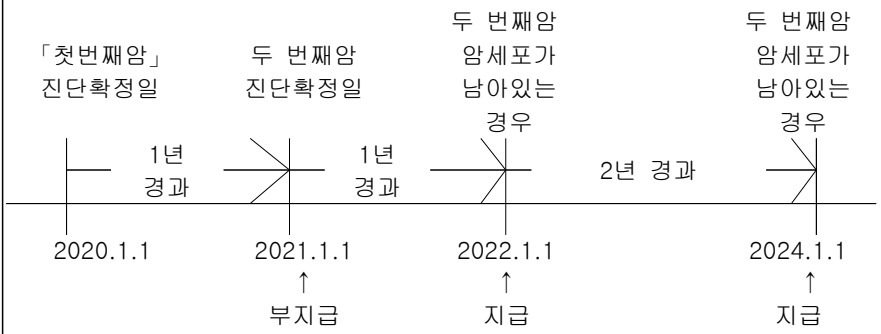 두 번째암 두 번째암
「첫번째암」 두 번째암 암세포가 암세포가
진단확정일 진단확정일 남아있는 남아있는
경우 경우
1년 1년
경과 경과 2년 경과
2020.1.1 2021.1.1 2022.1.1 2024.1.1
↑ ↑ ↑
부지급 지급 지급